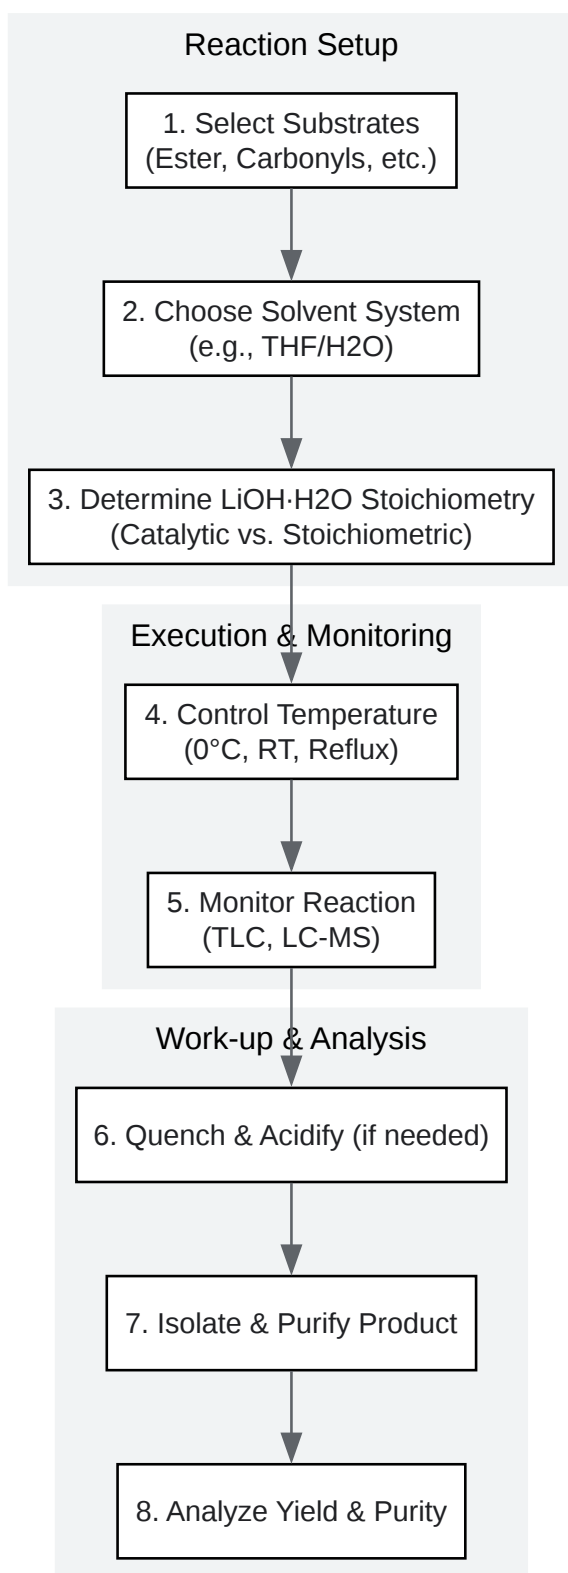 Reaction Setup
1. Select Substrates
(Ester, Carbonyls, etc.)
2. Choose Solvent System
(e.g., THF/H2O)
3. Determine LiOH·H2O Stoichiometry
(Catalytic vs. Stoichiometric)
Execution & Monitoring
4. Control Temperature
(0°C, RT, Reflux)
5. Monitor Reaction
(TLC, LC-MS)
Work-up & Analysis
6. Quench & Acidify (if needed)
7. Isolate & Purify Product
8. Analyze Yield & Purity